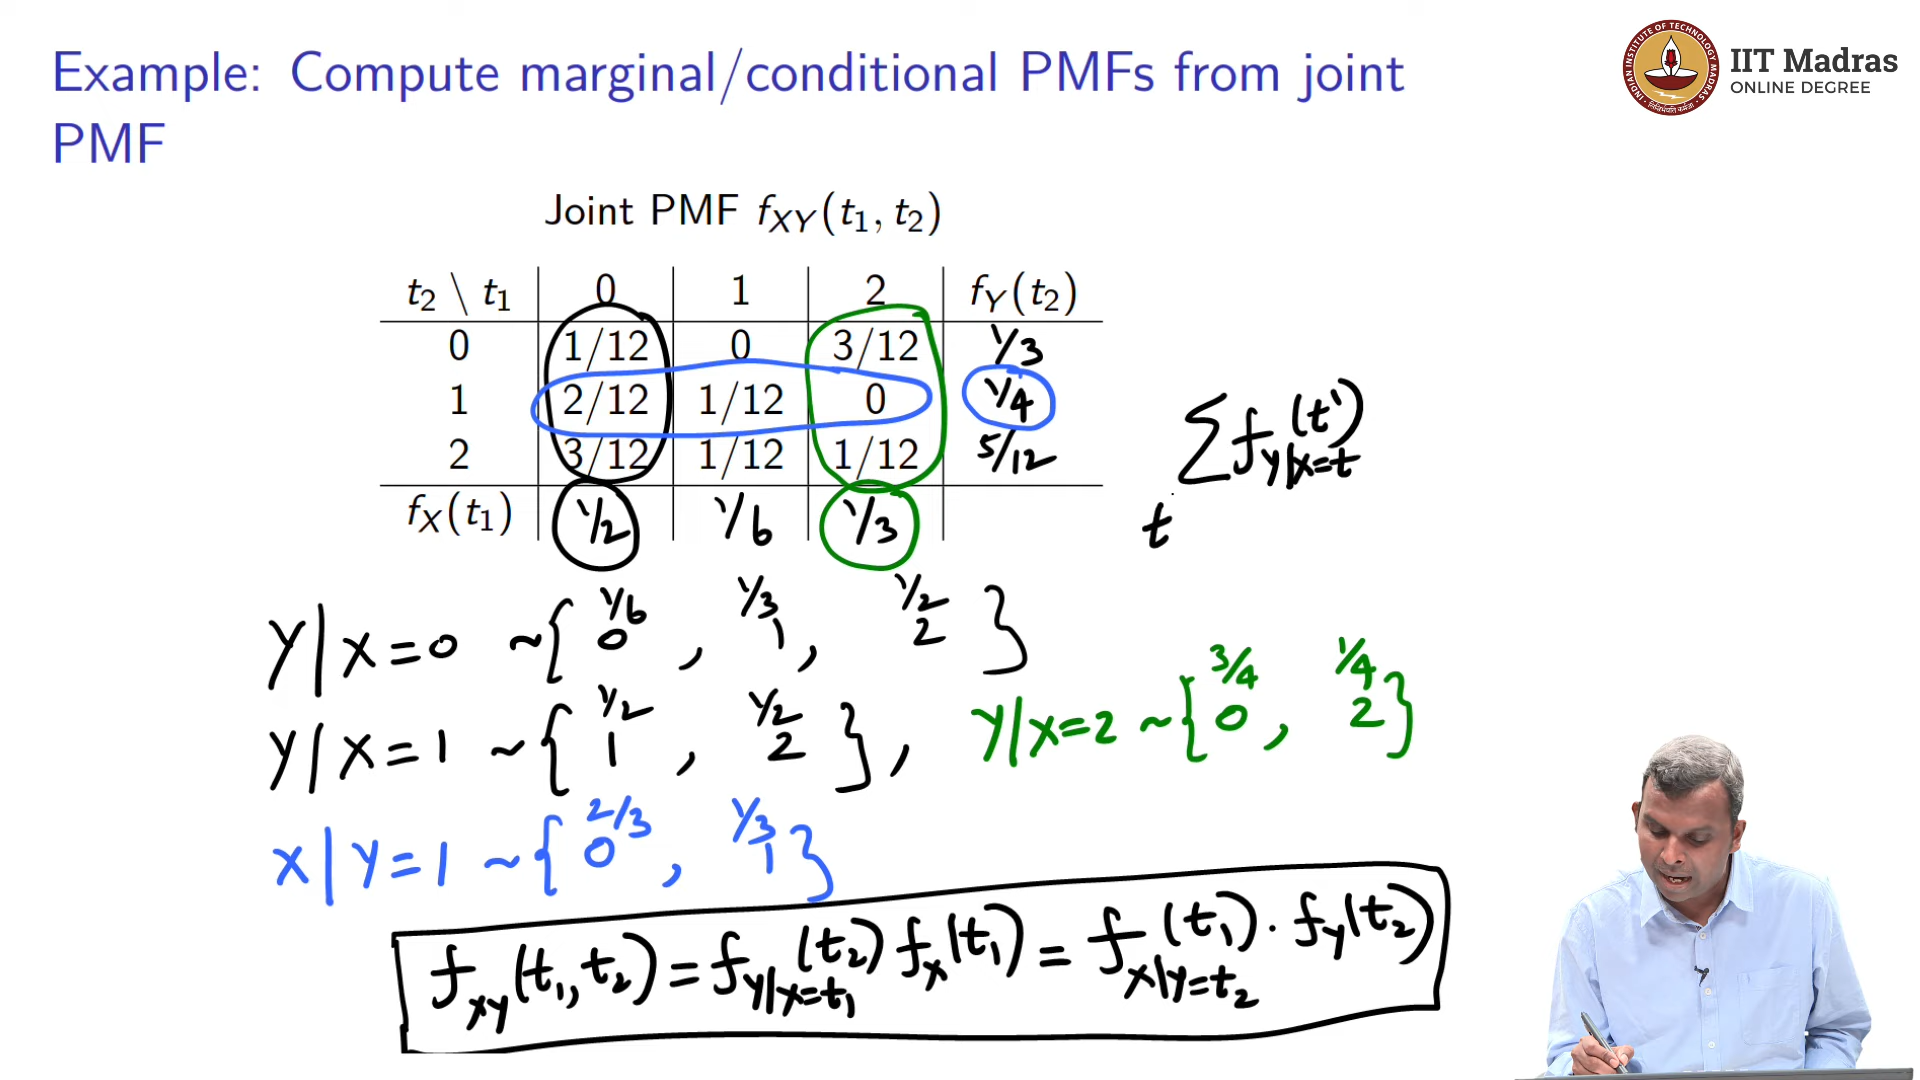 Example: Compute marginal/conditional PMFs from joint
PMF
IIT Madras
ONLINE DEGREE
INDIAN INSTITUTE OF TECHNOLOGY MADRAS
Joint PMF f_XY(t₁, t₂)
t₂ \ t₁ 0 1 2 f_Y(t₂)
0 1/12 0 3/12 1/3
1 2/12 1/12 0 1/4
2 3/12 1/12 1/12 5/12
f_X(t₁) 1/2 1/6 1/3
∑ f_Y|X=t (t')
t
1/6 1/3 1/2
Y|X=0 ~ { 0 , 1 , 2 }
1/2 1/2
Y|X=1 ~ { 1 , 2 } ,
3/4 1/4
Y|X=2 ~ { 0 , 2 }
2/3 1/3
X|Y=1 ~ { 0 , 1 }
f_XY(t₁, t₂) = f_Y|X=t₁ (t₂) f_X(t₁) = f_X|Y=t₂ (t₁) · f_Y(t₂)